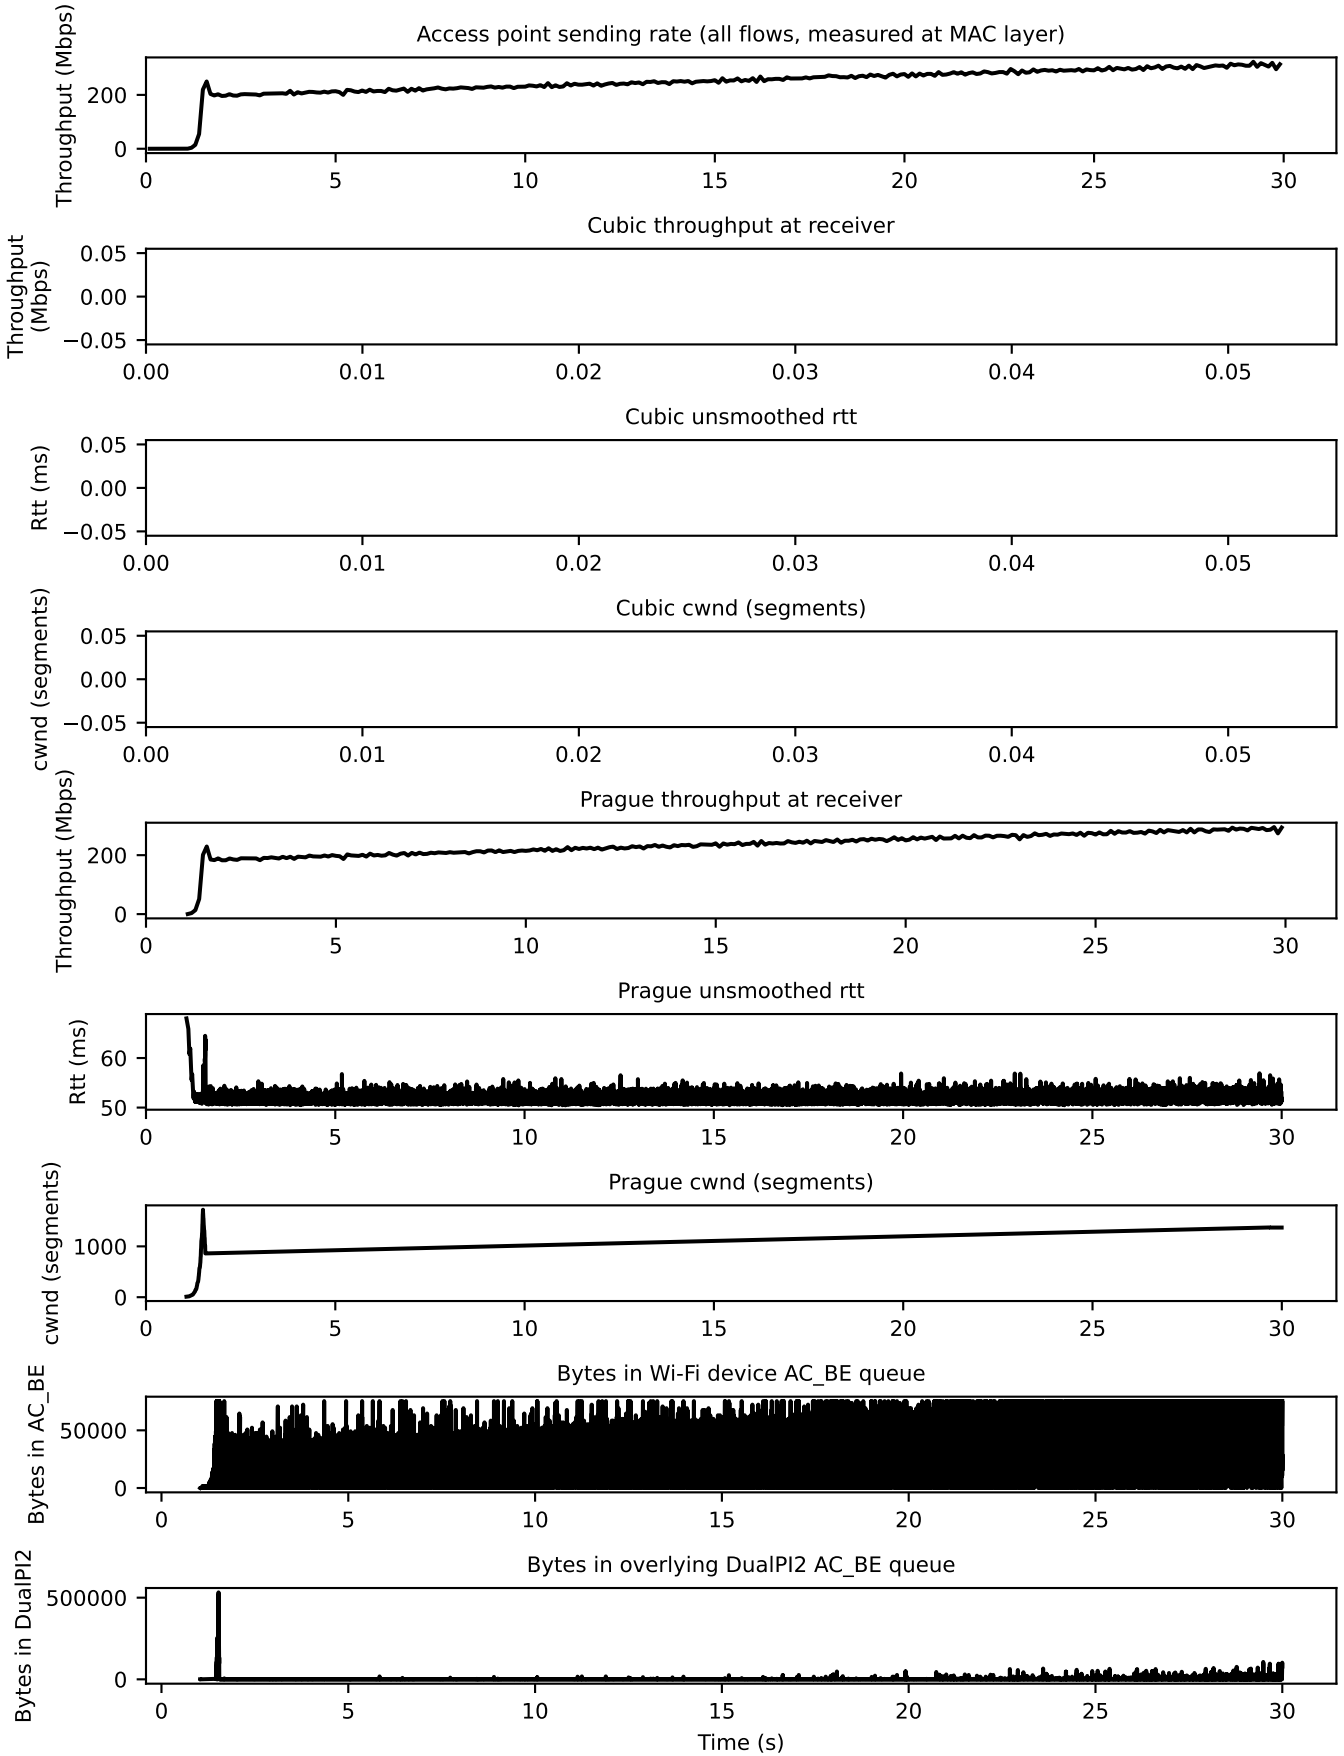 Access point sending rate (all flows, measured at MAC layer)
Throughput (Mbps)
200
0
0 5 10 15 20 25 30
Cubic throughput at receiver
Throughput
(Mbps)
0.05
0.00
−0.05
0.00 0.01 0.02 0.03 0.04 0.05
Cubic unsmoothed rtt
Rtt (ms)
0.05
0.00
−0.05
0.00 0.01 0.02 0.03 0.04 0.05
Cubic cwnd (segments)
cwnd (segments)
0.05
0.00
−0.05
0.00 0.01 0.02 0.03 0.04 0.05
Prague throughput at receiver
Throughput (Mbps)
200
0
0 5 10 15 20 25 30
Prague unsmoothed rtt
Rtt (ms)
60
50
0 5 10 15 20 25 30
Prague cwnd (segments)
cwnd (segments)
1000
0
0 5 10 15 20 25 30
Bytes in Wi-Fi device AC_BE queue
Bytes in AC_BE
50000
0
0 5 10 15 20 25 30
Bytes in overlying DualPI2 AC_BE queue
Bytes in DualPI2
500000
0
0 5 10 15 20 25 30
Time (s)